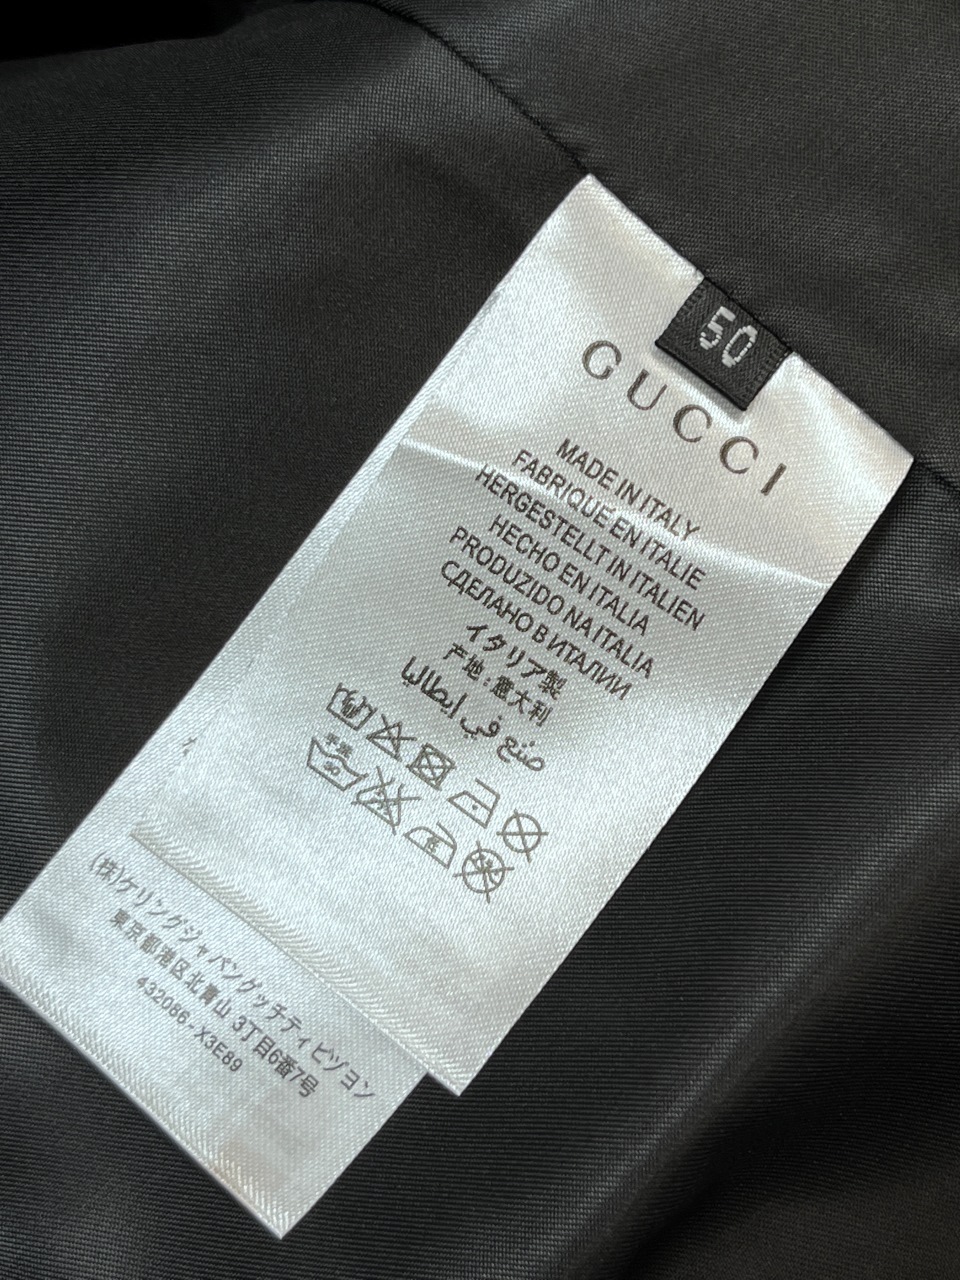 50
GUCCI
MADE IN ITALY
FABRIQUE EN ITALIE
HERGESTELLT IN ITALIEN
HECHO EN ITALIA
PRODUZIDO NA ITALIA
СДЕЛАНО В ИТАЛИИ
イタリア製
产地:意大利
صنع في إيطاليا
(株)ケリングジャパングッチディビジョン
東京都港区北青山 3丁目6番7号
432086-X3E89